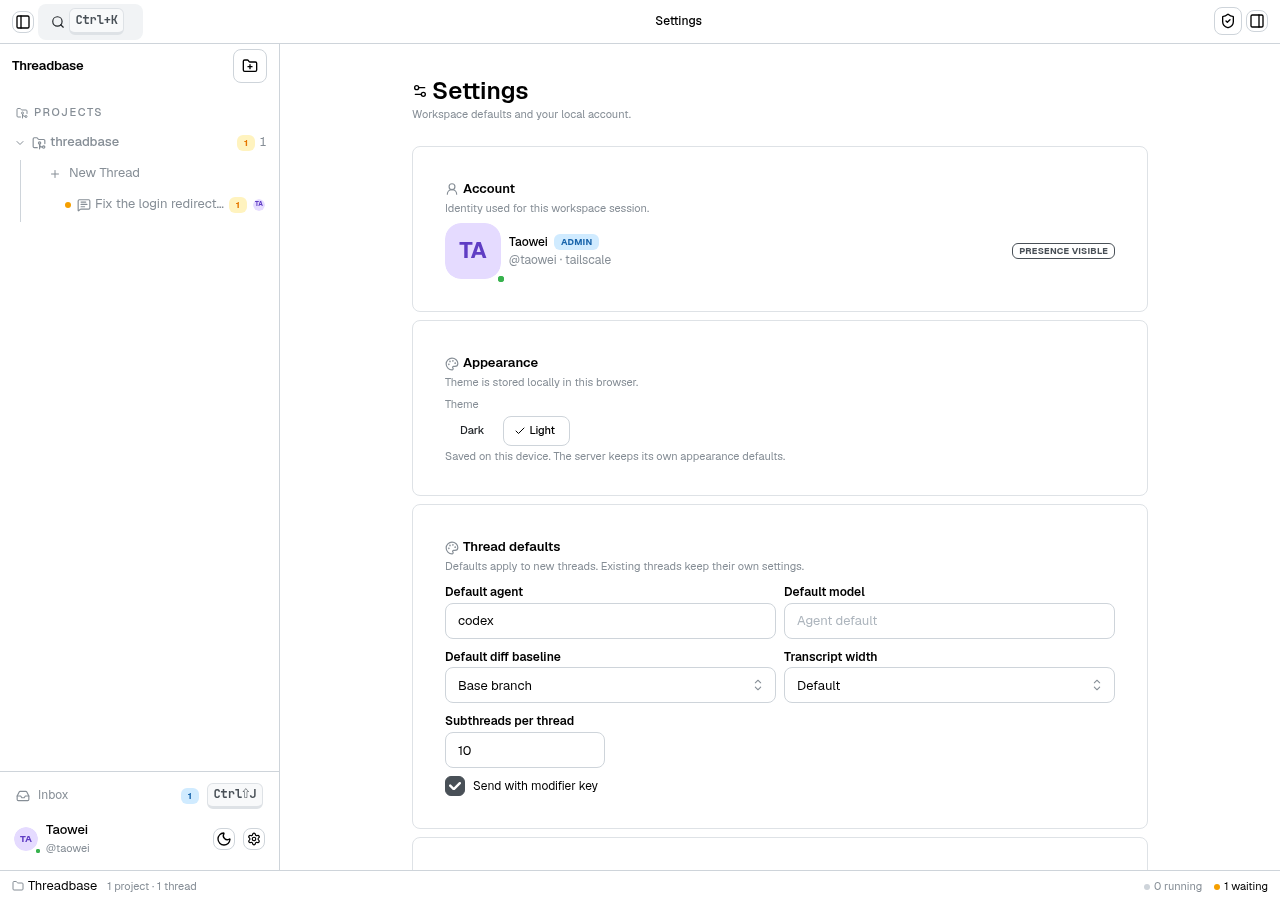 Ctrl+K
Settings
Threadbase
PROJECTS
threadbase 1 1
New Thread
Fix the login redirect... 1 TA
Settings
Workspace defaults and your local account.
Account
Identity used for this workspace session.
TA
Taowei ADMIN
@taowei · tailscale
PRESENCE VISIBLE
Appearance
Theme is stored locally in this browser.
Theme
Dark Light
Saved on this device. The server keeps its own appearance defaults.
Thread defaults
Defaults apply to new threads. Existing threads keep their own settings.
Default agent Default model
codex Agent default
Default diff baseline Transcript width
Base branch Default
Subthreads per thread
10
Send with modifier key
Inbox 1 Ctrl⇧J
TA Taowei
@taowei
Threadbase 1 project · 1 thread
0 running 1 waiting